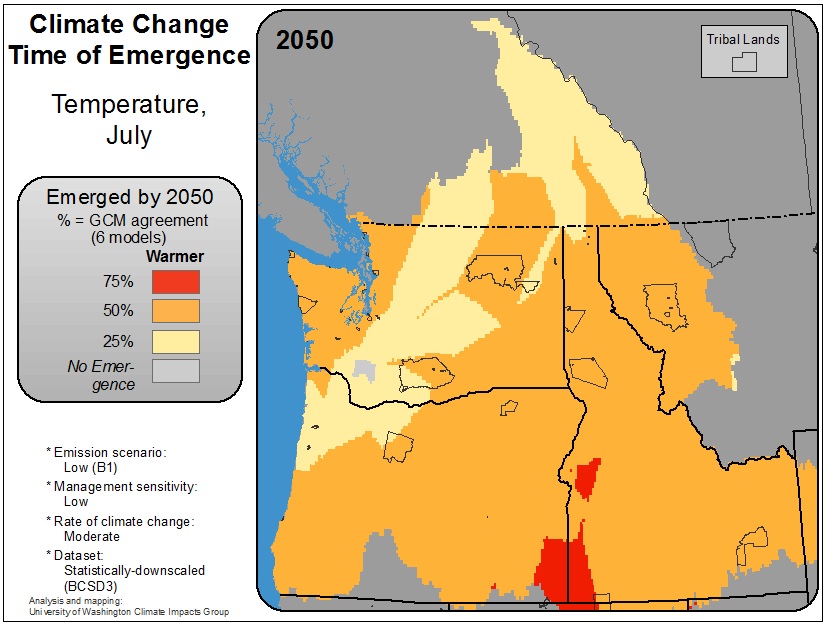 Climate Change
Time of Emergence
Temperature,
July
Emerged by 2050
% = GCM agreement
(6 models)
Warmer
75%
50%
25%
No Emer-
gence
* Emission scenario:
Low (B1)
* Management sensitivity:
Low
* Rate of climate change:
Moderate
* Dataset:
Statistically-downscaled
(BCSD3)
Analysis and mapping:
University of Washington Climate Impacts Group
2050
Tribal Lands